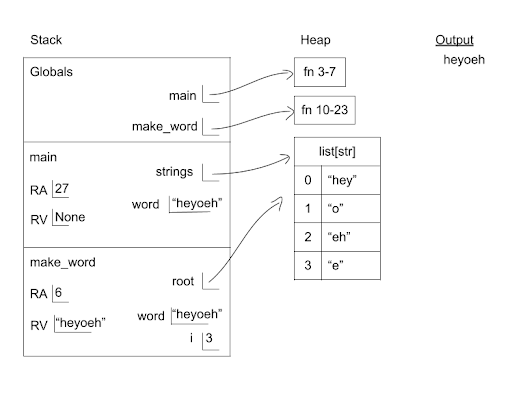 Stack
Heap
Output
heyoeh
Globals
main
fn 3-7
make_word
fn 10-23
main
strings
RA 27
word "heyoeh"
RV None
list[str]
0 "hey"
1 "o"
2 "eh"
3 "e"
make_word
root
RA 6
word "heyoeh"
RV "heyoeh"
i 3